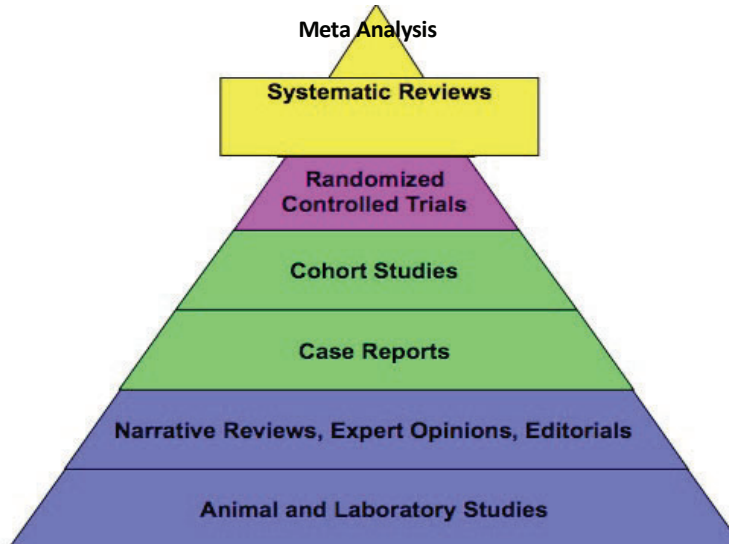 Meta Analysis
Systematic Reviews
Randomized
Controlled Trials
Cohort Studies
Case Reports
Narrative Reviews, Expert Opinions, Editorials
Animal and Laboratory Studies